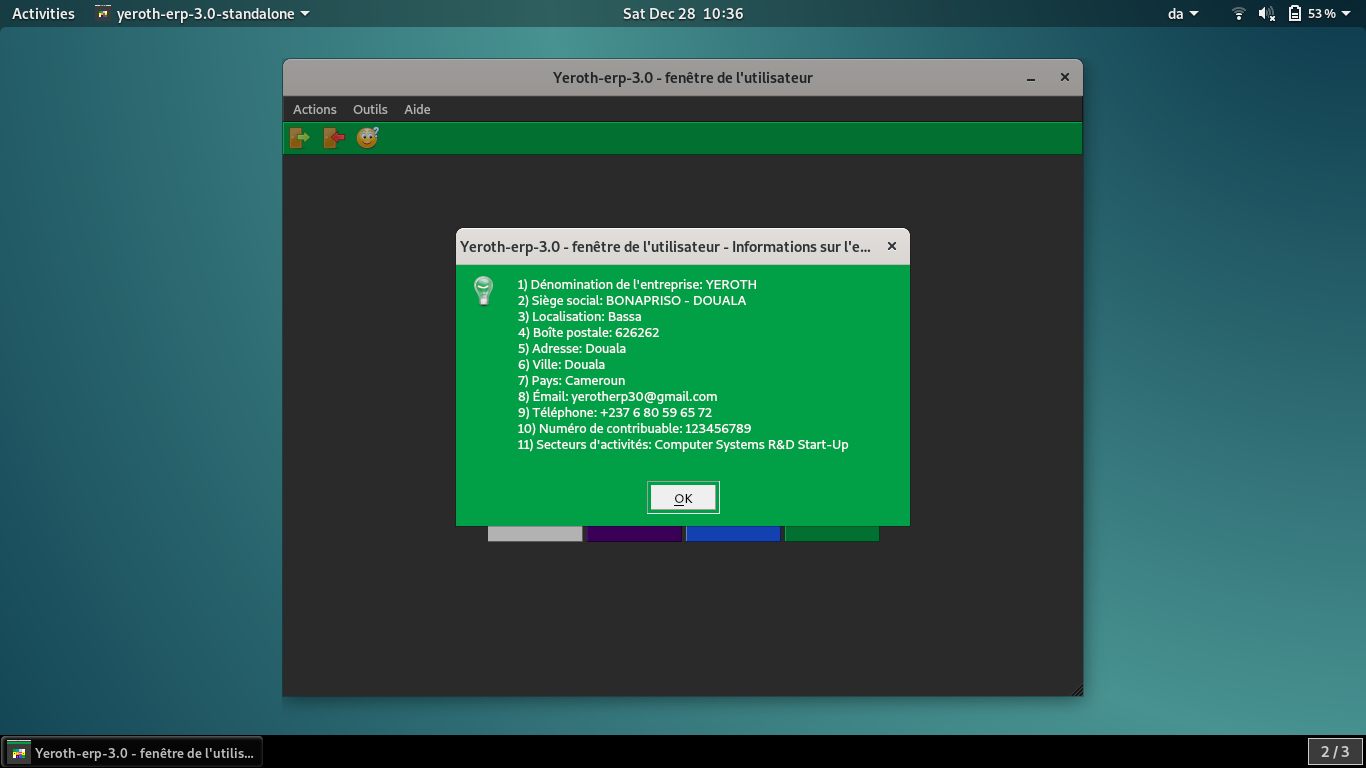 Activities yeroth-erp-3.0-standalone Sat Dec 28 10:36 da 53 %
Yeroth-erp-3.0 - fenêtre de l'utilisateur
Actions Outils Aide
Yeroth-erp-3.0 - fenêtre de l'utilisateur - Informations sur l'e...
1) Dénomination de l'entreprise: YEROTH
2) Siège social: BONAPRISO - DOUALA
3) Localisation: Bassa
4) Boîte postale: 626262
5) Adresse: Douala
6) Ville: Douala
7) Pays: Cameroun
8) Émail: yerotherp30@gmail.com
9) Téléphone: +237 6 80 59 65 72
10) Numéro de contribuable: 123456789
11) Secteurs d'activités: Computer Systems R&D Start-Up
OK
Yeroth-erp-3.0 - fenêtre de l'utilis... 2 / 3